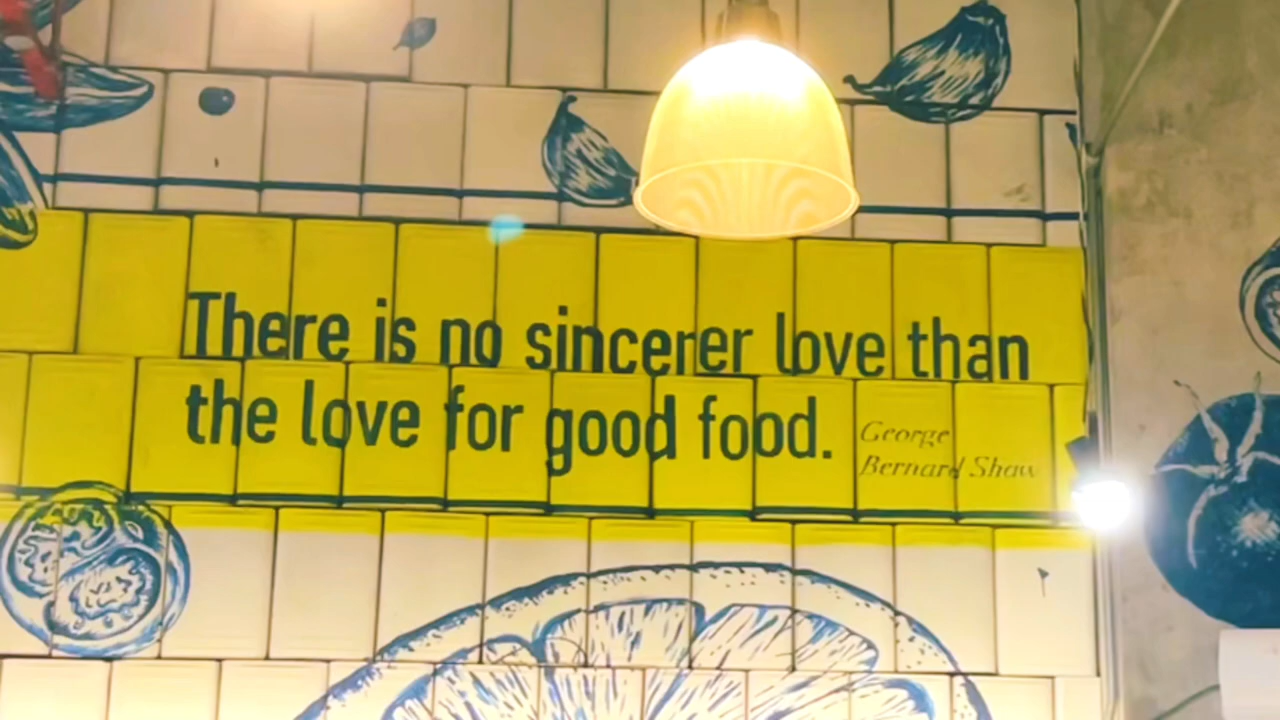 There is no sincerer love than
the love for good food.
George
Bernard Shaw